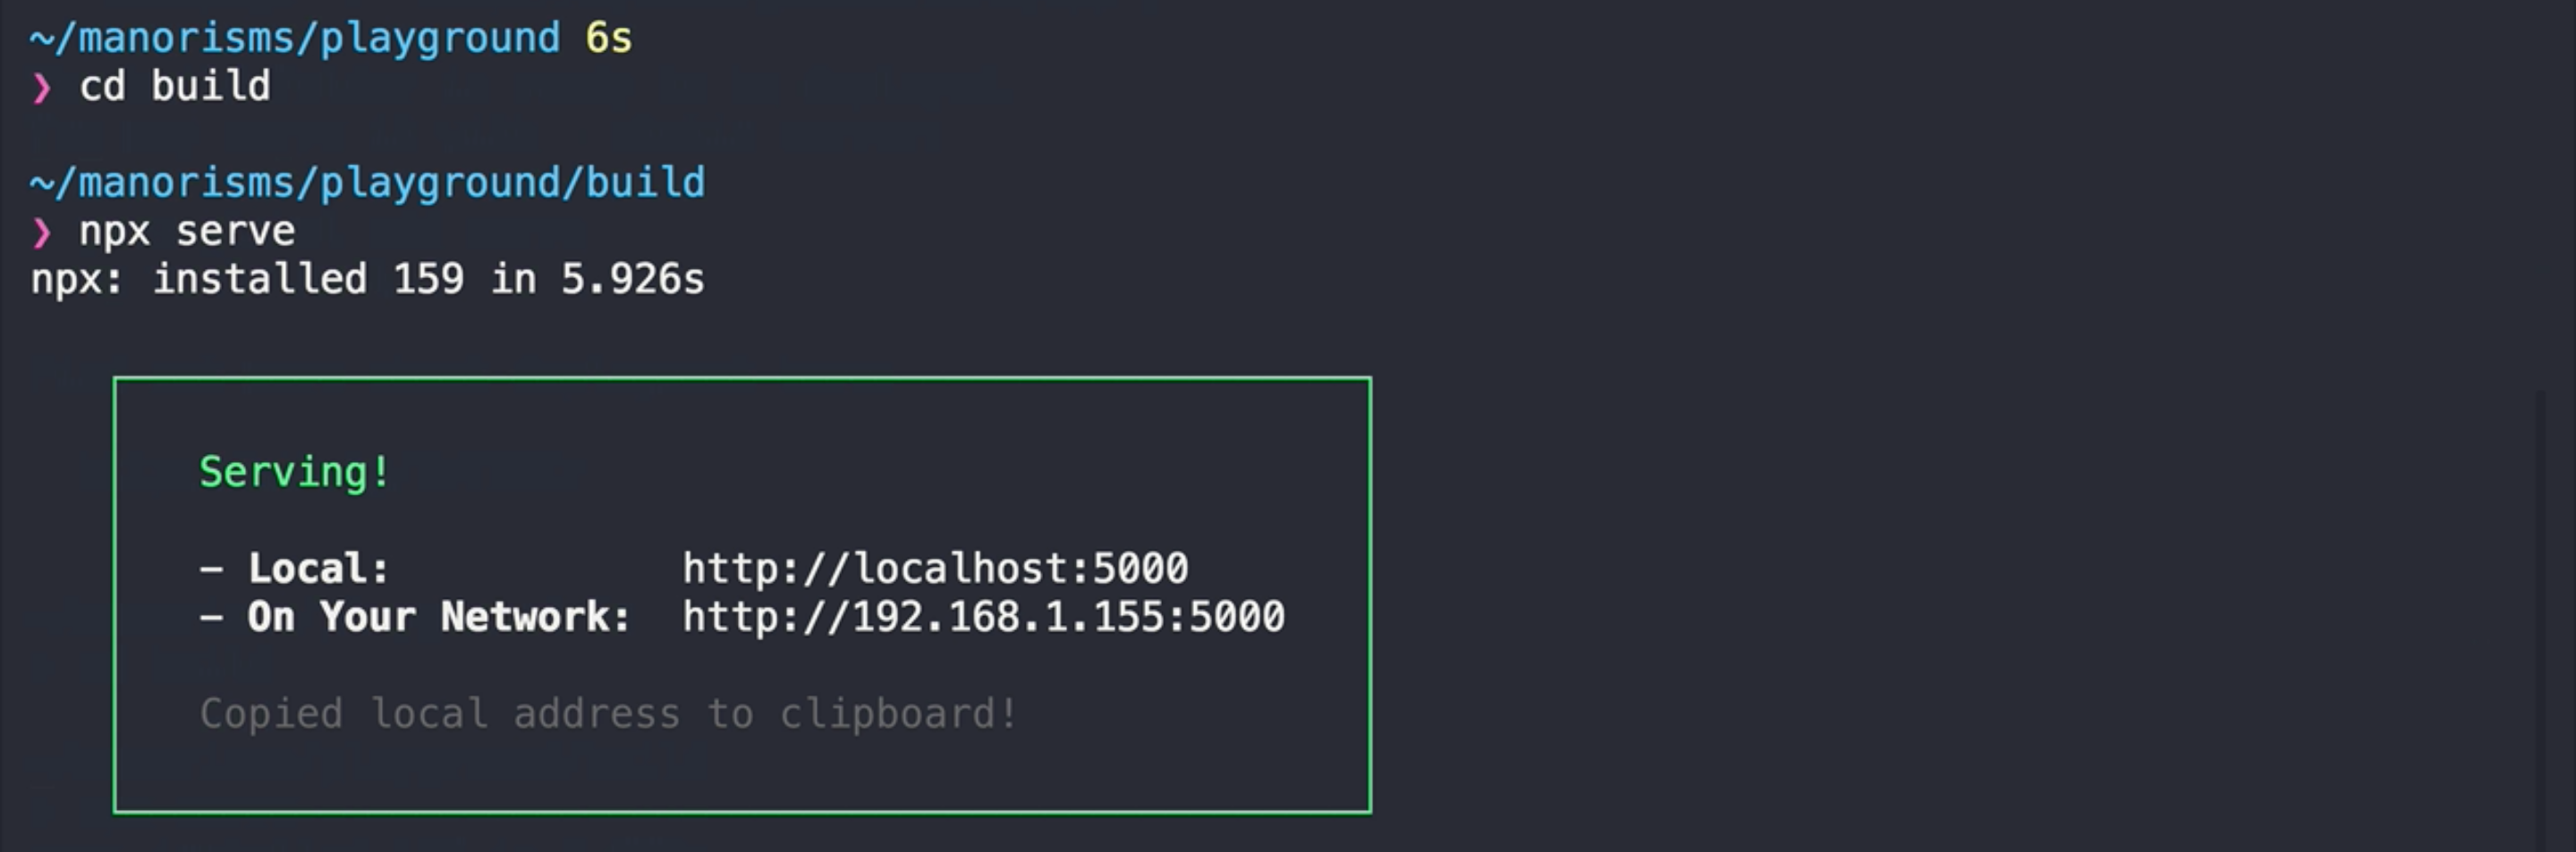 ~/manorisms/playground 6s
❯ cd build
~/manorisms/playground/build
❯ npx serve
npx: installed 159 in 5.926s
Serving!
– Local:            http://localhost:5000
– On Your Network:  http://192.168.1.155:5000
Copied local address to clipboard!